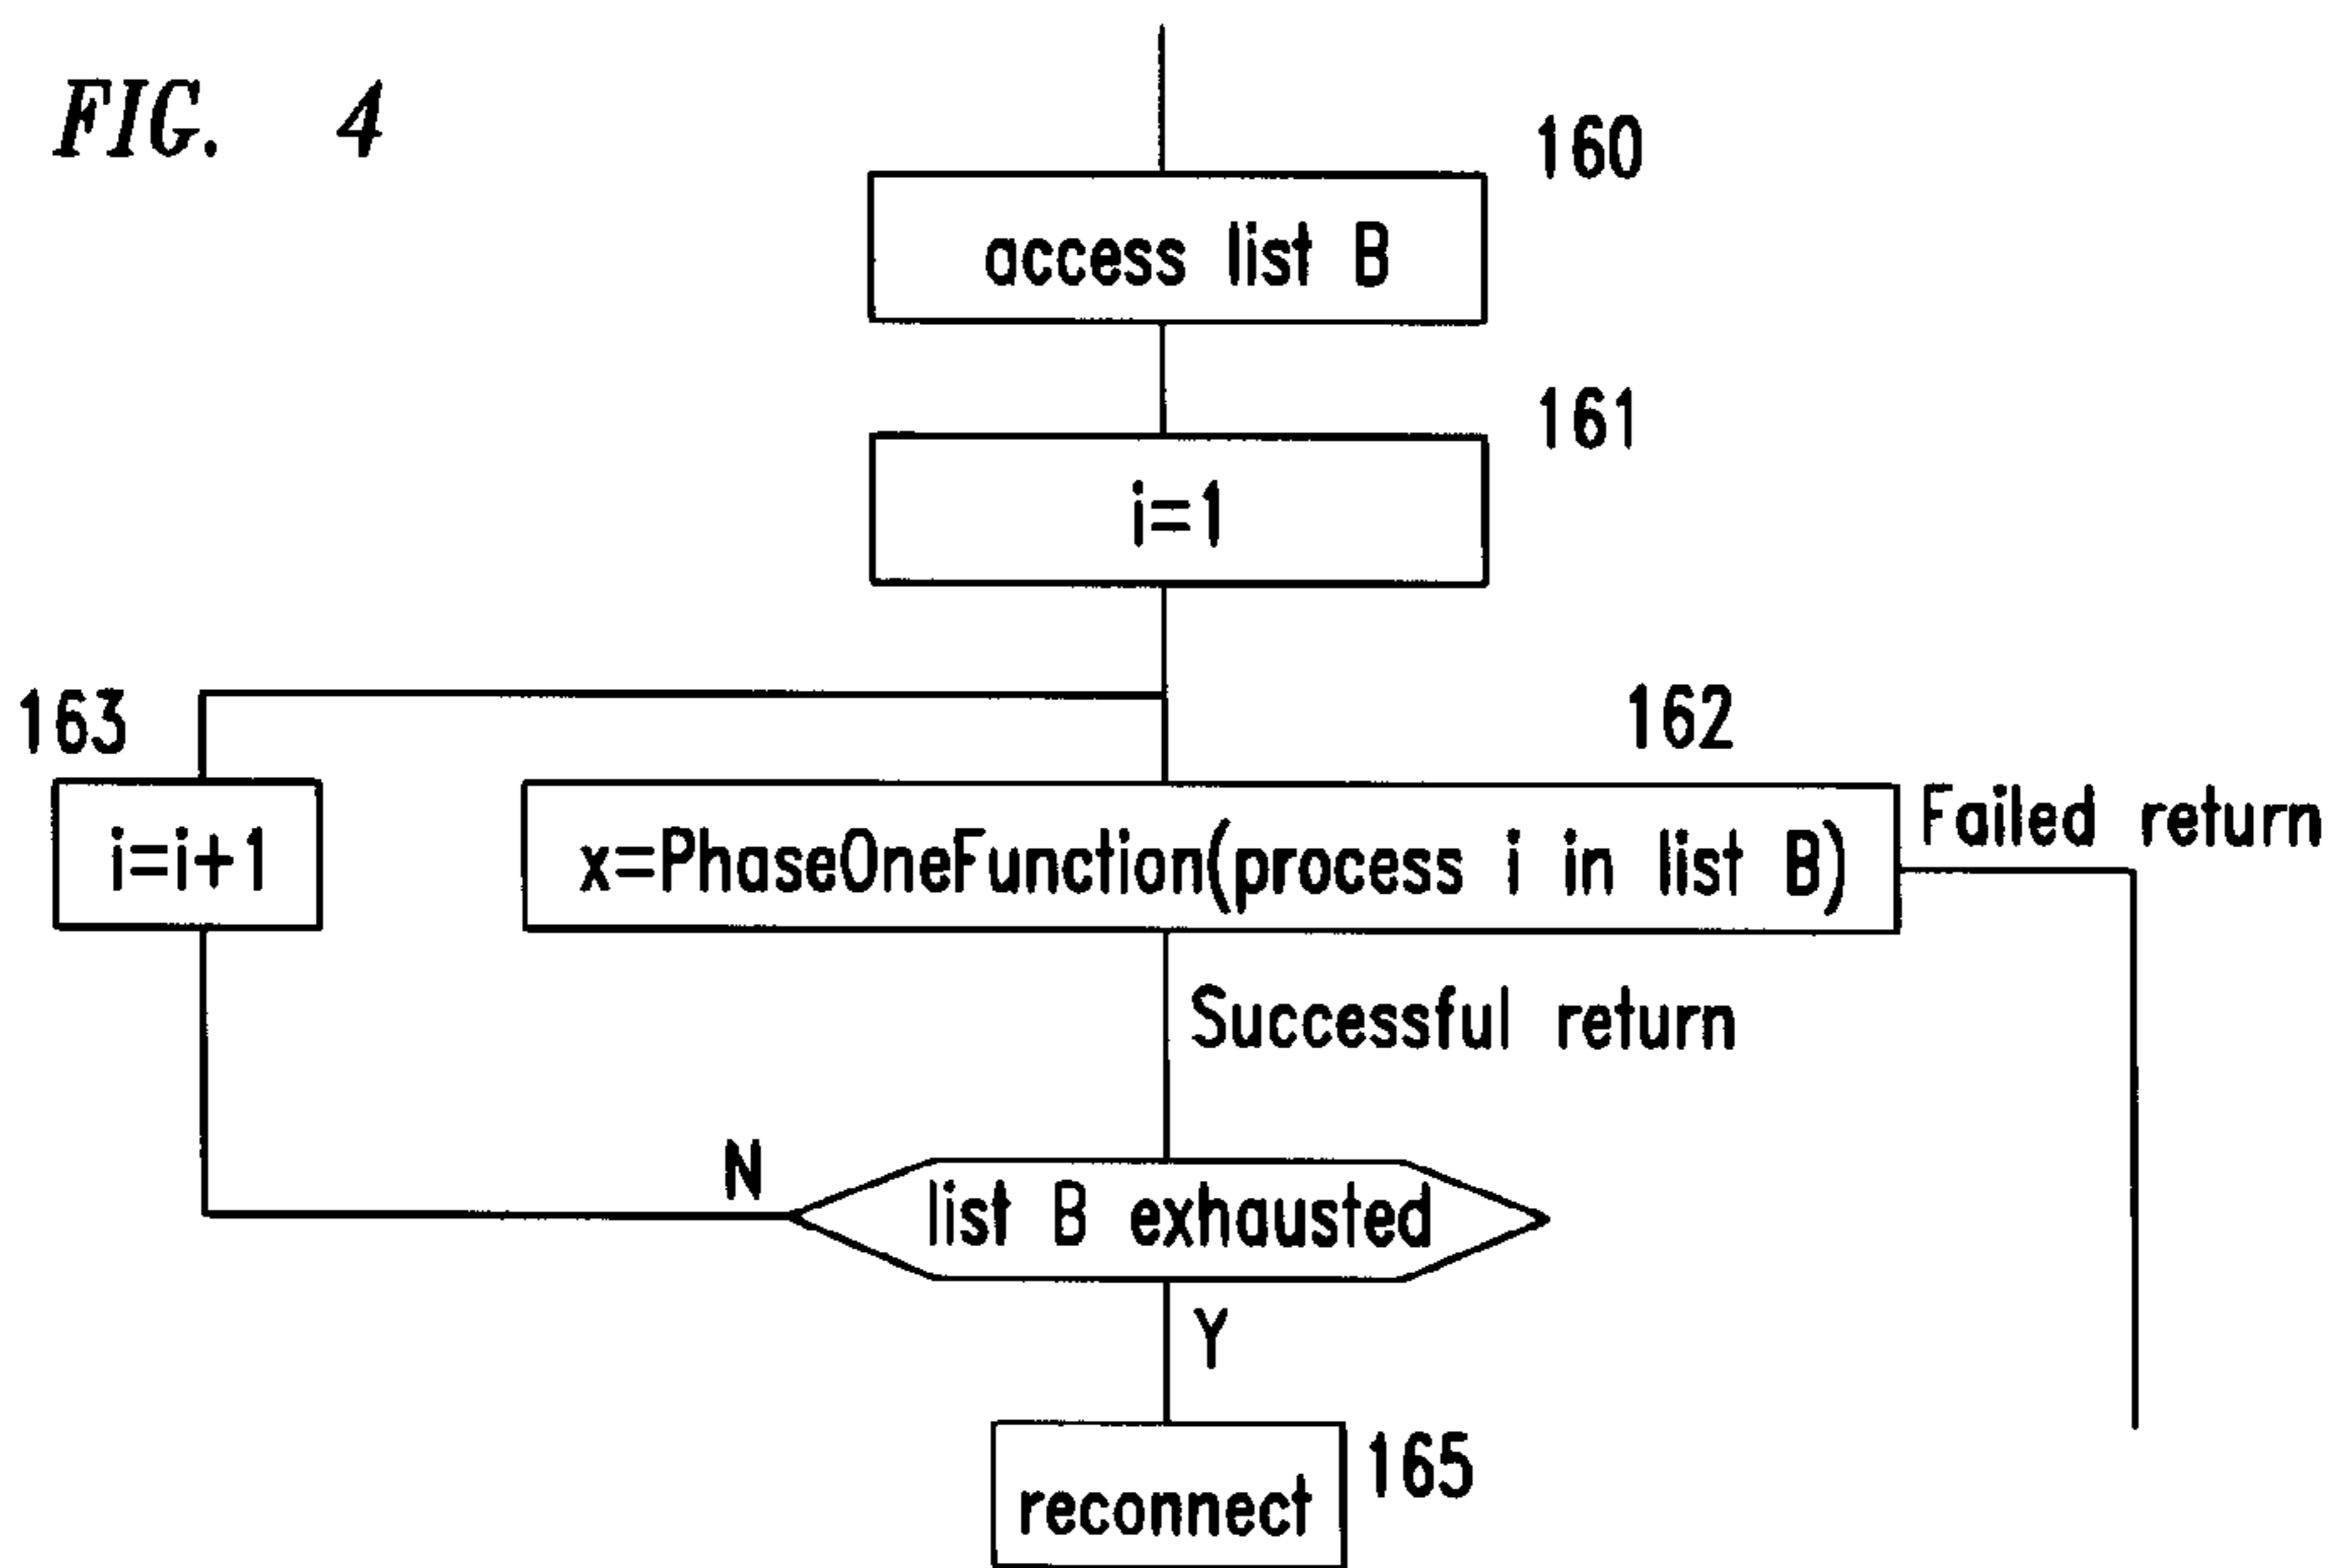 FIG. 4
160
access list B
161
i=1
163
162
i=i+1
x=PhaseOneFunction(process i in list B)
Failed return
Successful return
N
list B exhausted
Y
165
reconnect